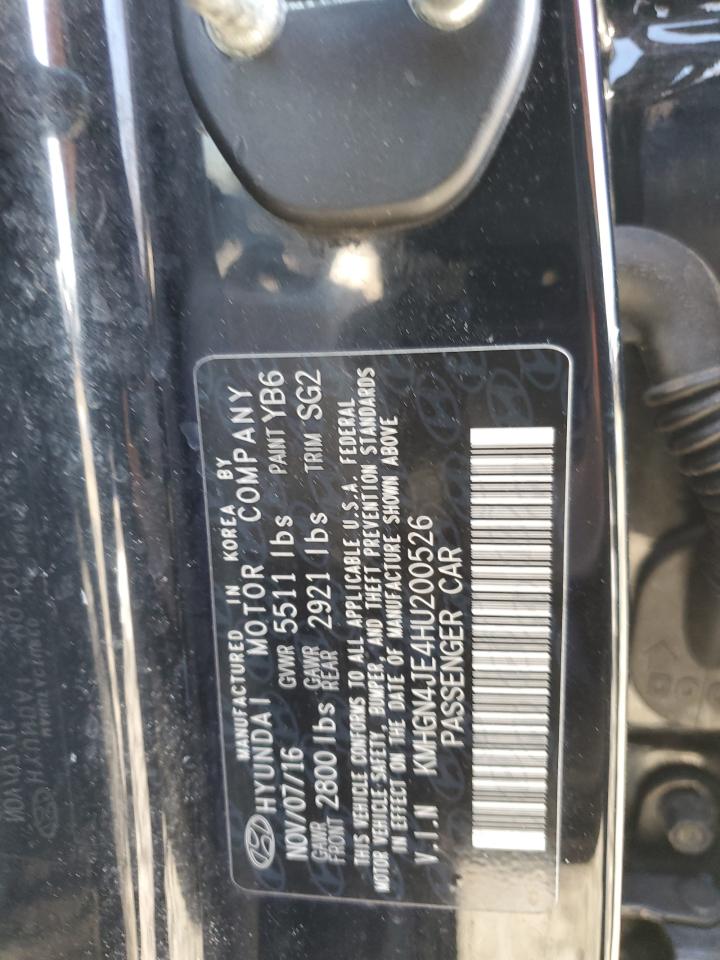 MANUFACTURED IN KOREA BY
HYUNDAI MOTOR COMPANY
NOV/07/16 GVWR 5511 lbs PAINT YB6
GAWR FRONT 2800 lbs GAWR REAR 2921 lbs TRIM SG2
THIS VEHICLE CONFORMS TO ALL APPLICABLE U.S.A. FEDERAL
MOTOR VEHICLE SAFETY, BUMPER, AND THEFT PREVENTION STANDARDS
IN EFFECT ON THE DATE OF MANUFACTURE SHOWN ABOVE
V.I.N KMHGN4JE4HU200526
PASSENGER CAR